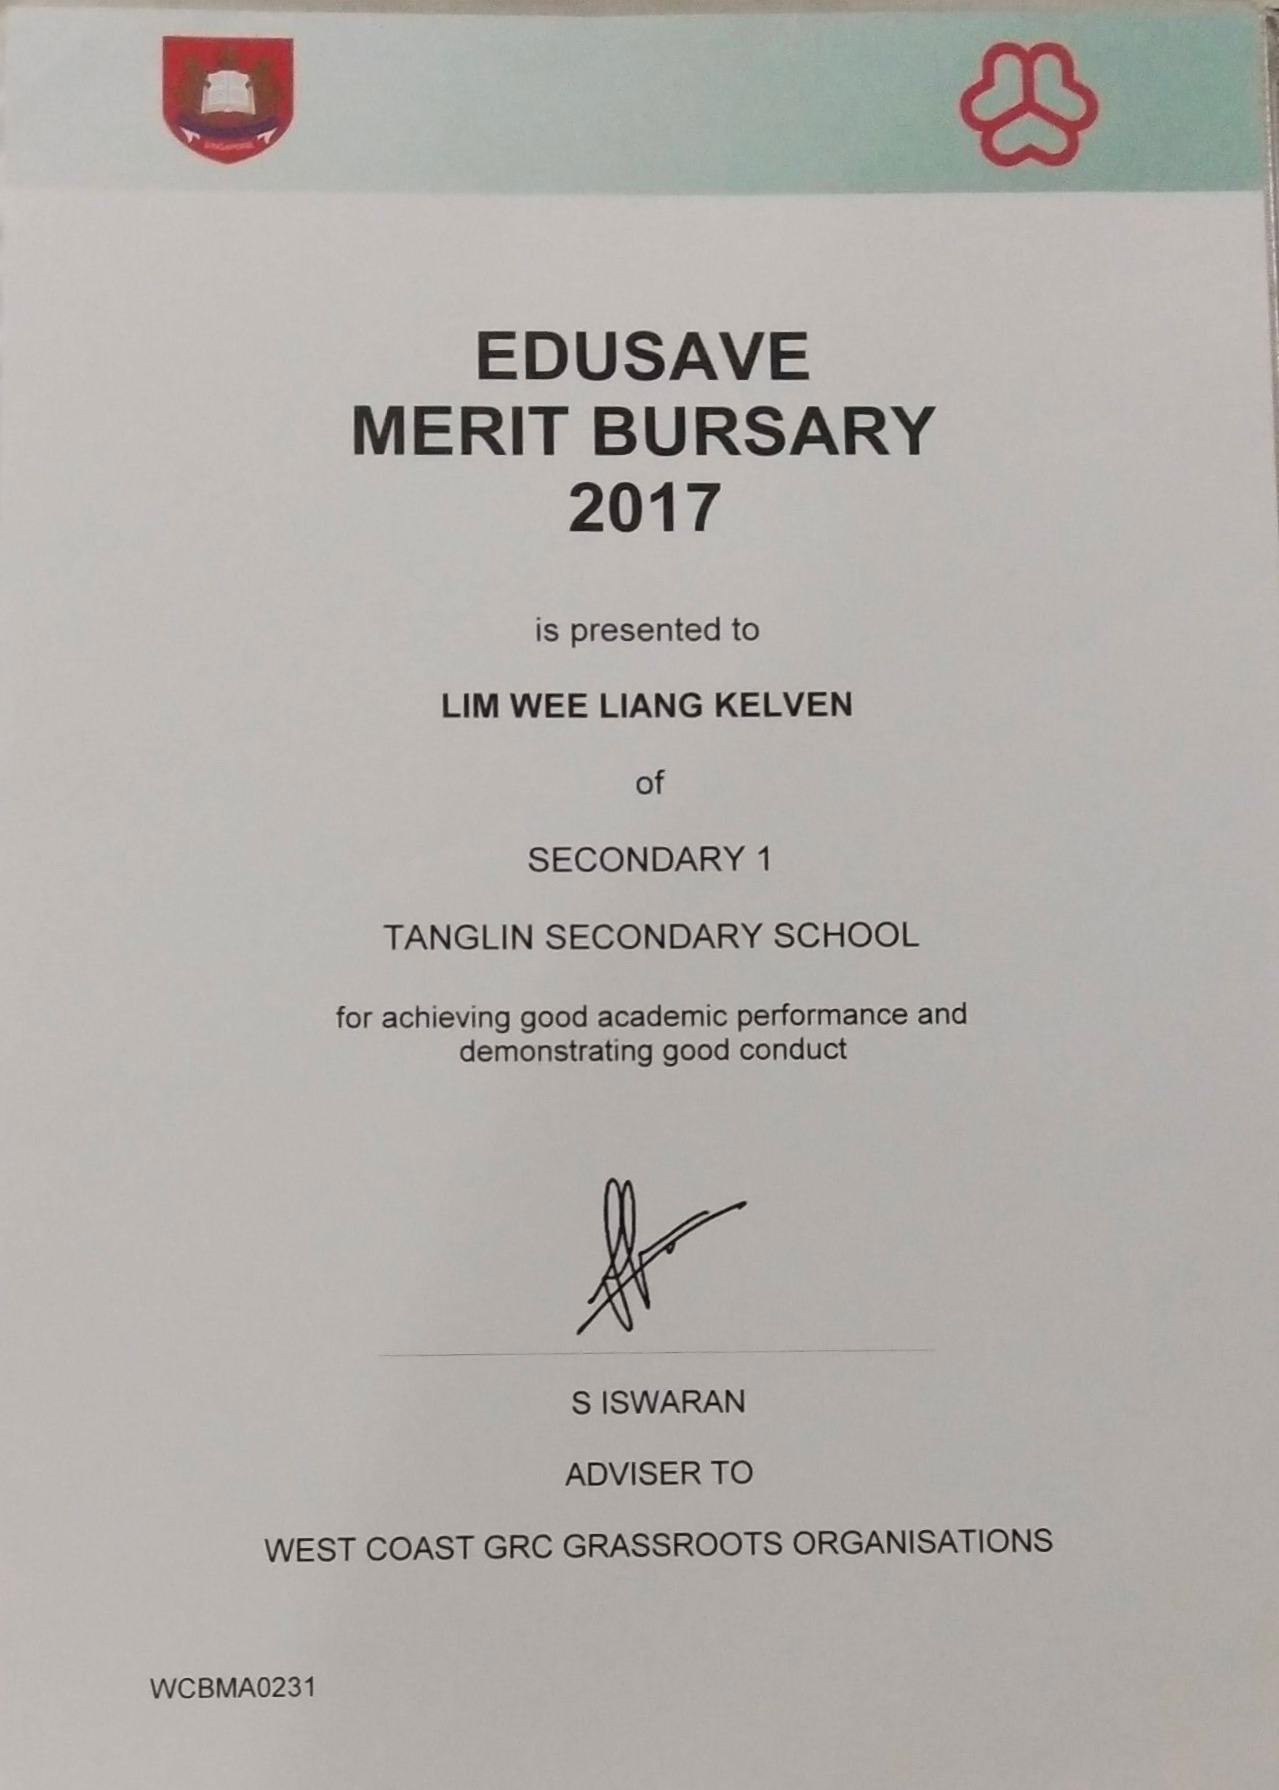 SINGAPORE
EDUSAVE
MERIT BURSARY
2017
is presented to
LIM WEE LIANG KELVEN
of
SECONDARY 1
TANGLIN SECONDARY SCHOOL
for achieving good academic performance and
demonstrating good conduct
S ISWARAN
ADVISER TO
WEST COAST GRC GRASSROOTS ORGANISATIONS
WCBMA0231